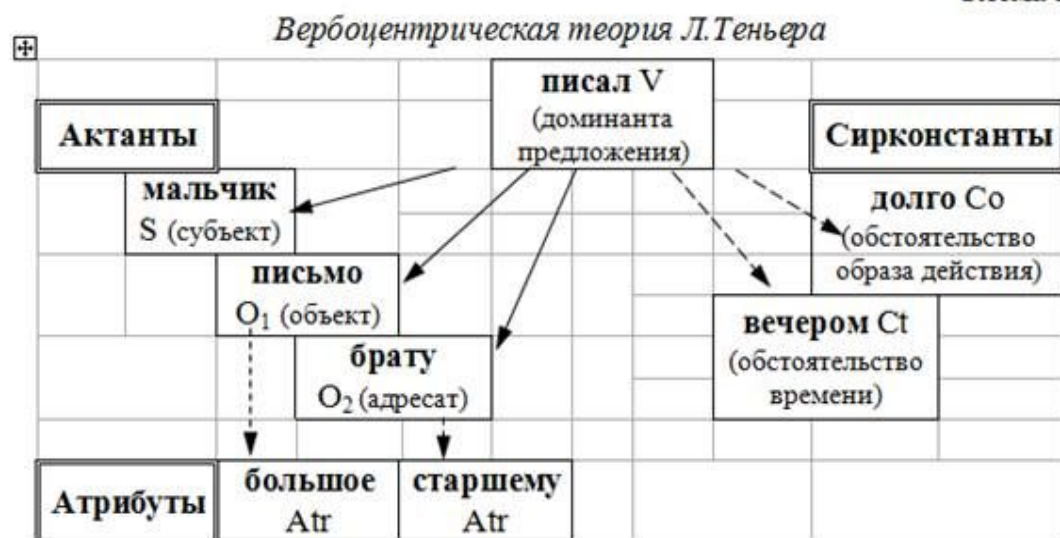 Вербоцентрическая теория Л.Теньера
писал V
(доминанта
предложения)
Актанты
Сирконстанты
мальчик
S (субъект)
долго Co
(обстоятельство
образа действия)
письмо
O₁ (объект)
вечером Ct
(обстоятельство
времени)
брату
O₂ (адресат)
Атрибуты
большое
Atr
старшему
Atr